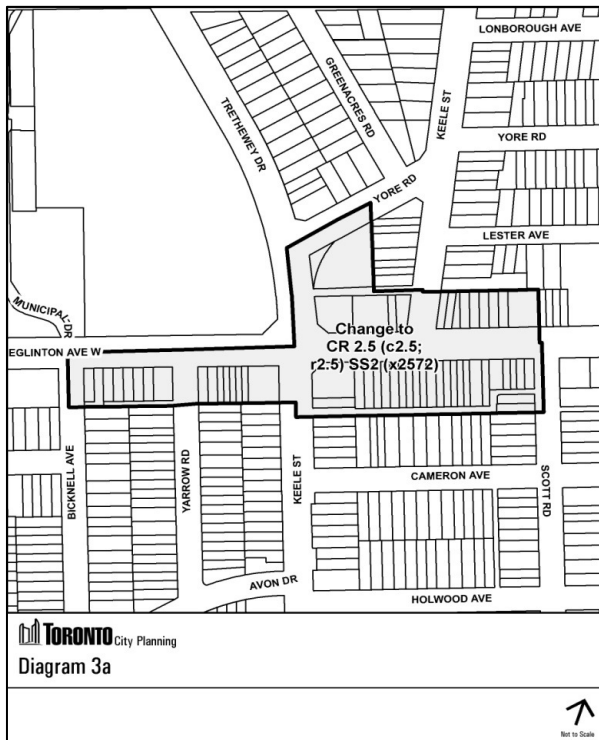 LONBOROUGH AVE
GREENACRES RD
KEELE ST
TRETHEWEY DR
YORE RD
YORE RD
LESTER AVE
MUNICIPAL DR
Change to
CR 2.5 (c2.5;
r2.5) SS2 (x2572)
EGLINTON AVE W
BICKNELL AVE
YARROW RD
KEELE ST
CAMERON AVE
SCOTT RD
AVON DR
HOLWOOD AVE
TORONTO City Planning
Diagram 3a
Not to Scale